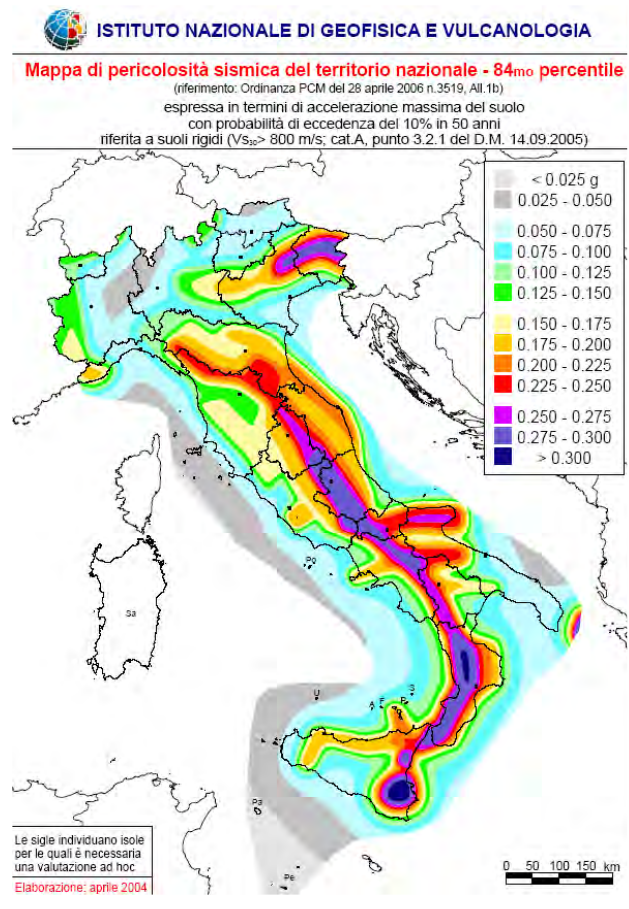 ISTITUTO NAZIONALE DI GEOFISICA E VULCANOLOGIA
Mappa di pericolosità sismica del territorio nazionale - 84mo percentile
(riferimento: Ordinanza PCM del 28 aprile 2006 n.3519, All.1b)
espressa in termini di accelerazione massima del suolo
con probabilità di eccedenza del 10% in 50 anni
riferita a suoli rigidi (Vs₃₀> 800 m/s; cat.A, punto 3.2.1 del D.M. 14.09.2005)
< 0.025 g
0.025 - 0.050
0.050 - 0.075
0.075 - 0.100
0.100 - 0.125
0.125 - 0.150
0.150 - 0.175
0.175 - 0.200
0.200 - 0.225
0.225 - 0.250
0.250 - 0.275
0.275 - 0.300
> 0.300
Sa
U
A
F
S
Pe
Le sigle individuano isole
per le quali è necessaria
una valutazione ad hoc
Elaborazione: aprile 2004
0 50 100 150 km